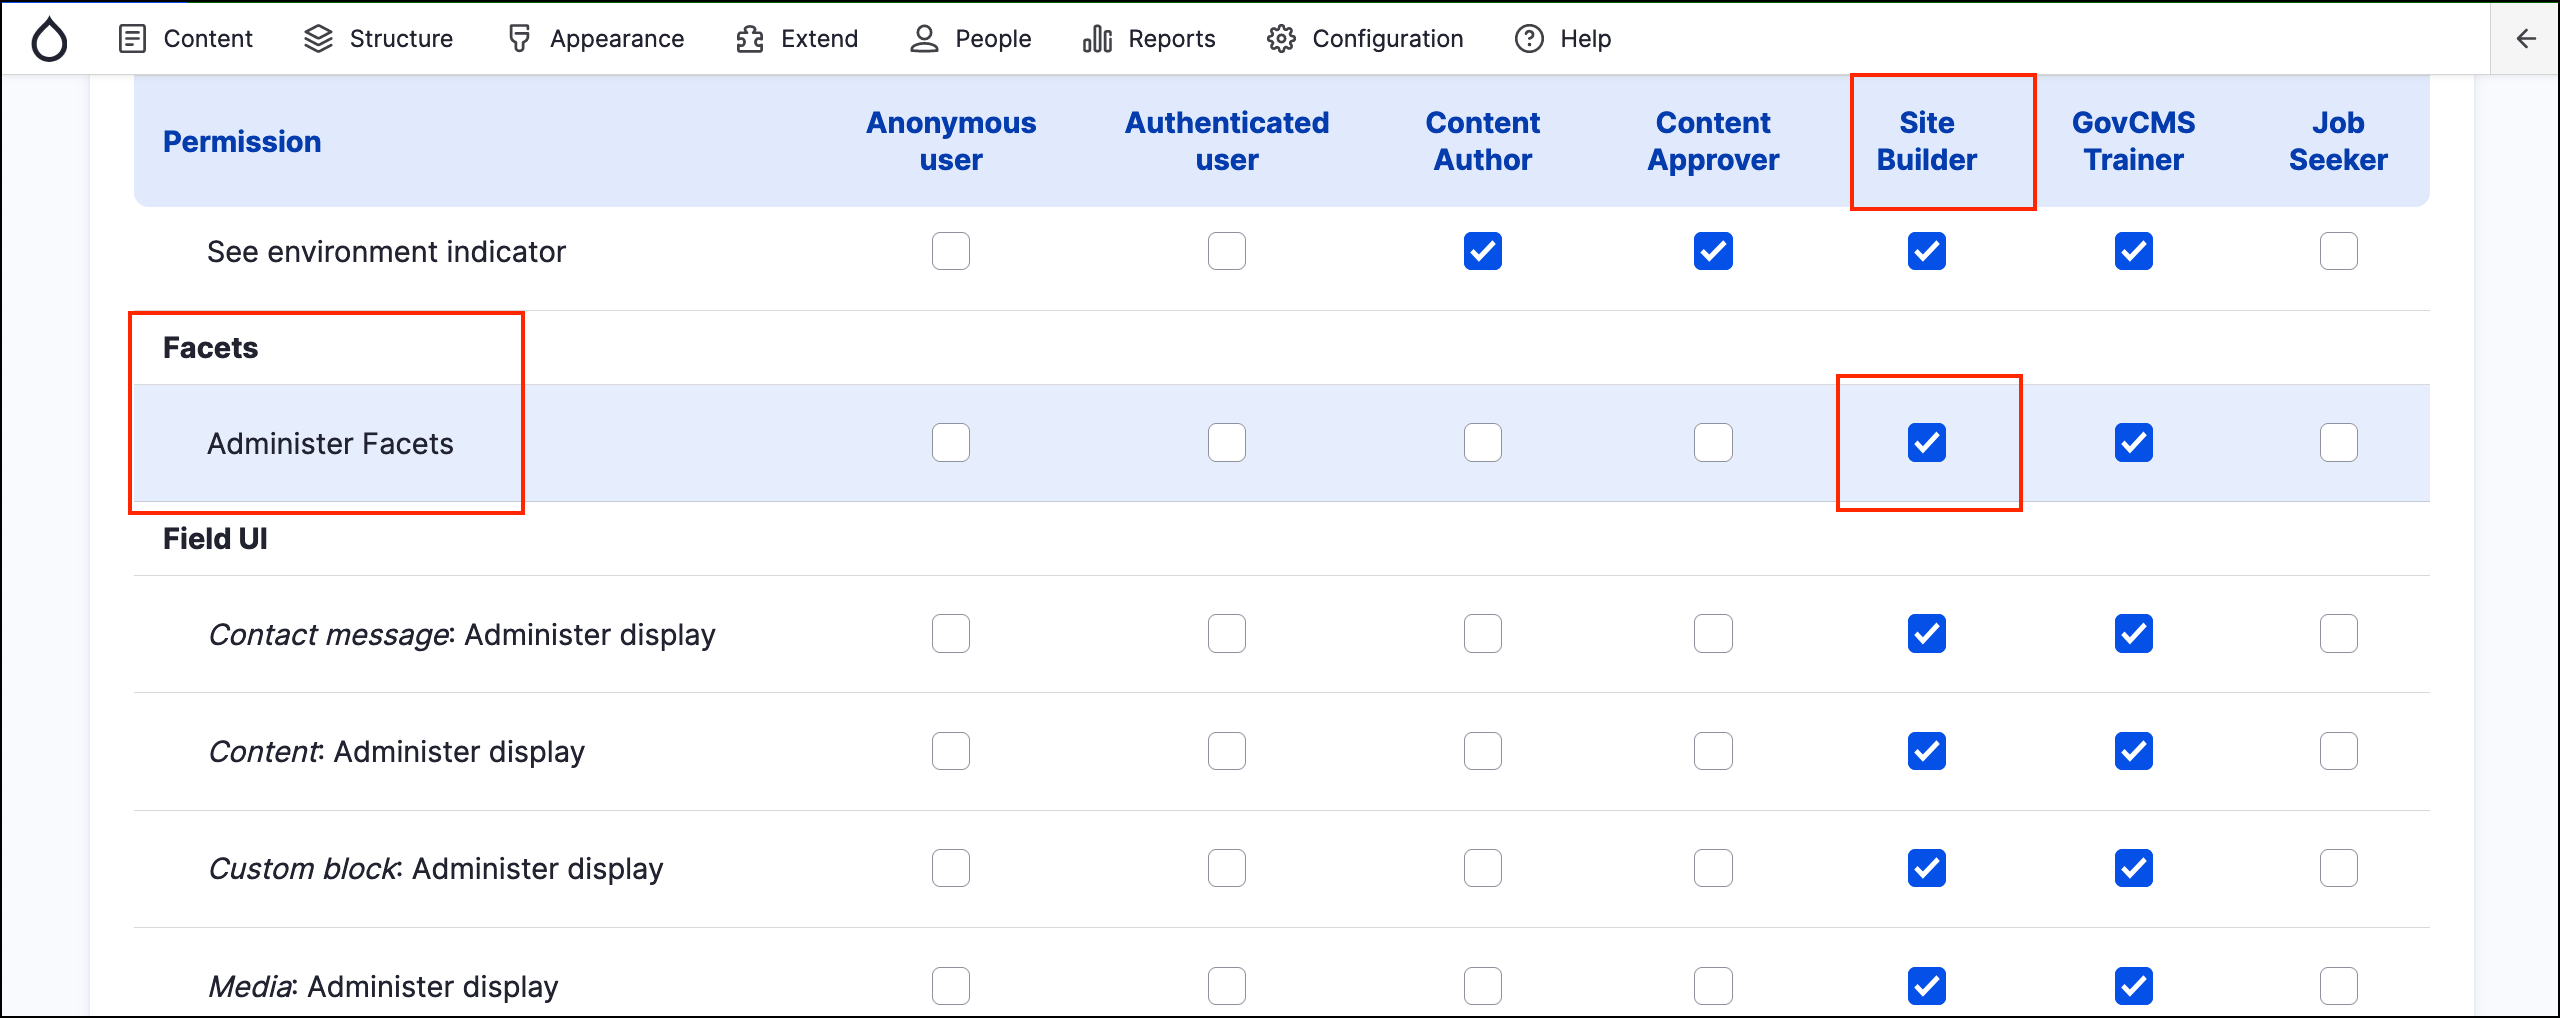 Content Structure Appearance Extend People Reports Configuration Help
Permission Anonymous user Authenticated user Content Author Content Approver Site Builder GovCMS Trainer Job Seeker
See environment indicator
Facets
Administer Facets
Field UI
Contact message: Administer display
Content: Administer display
Custom block: Administer display
Media: Administer display